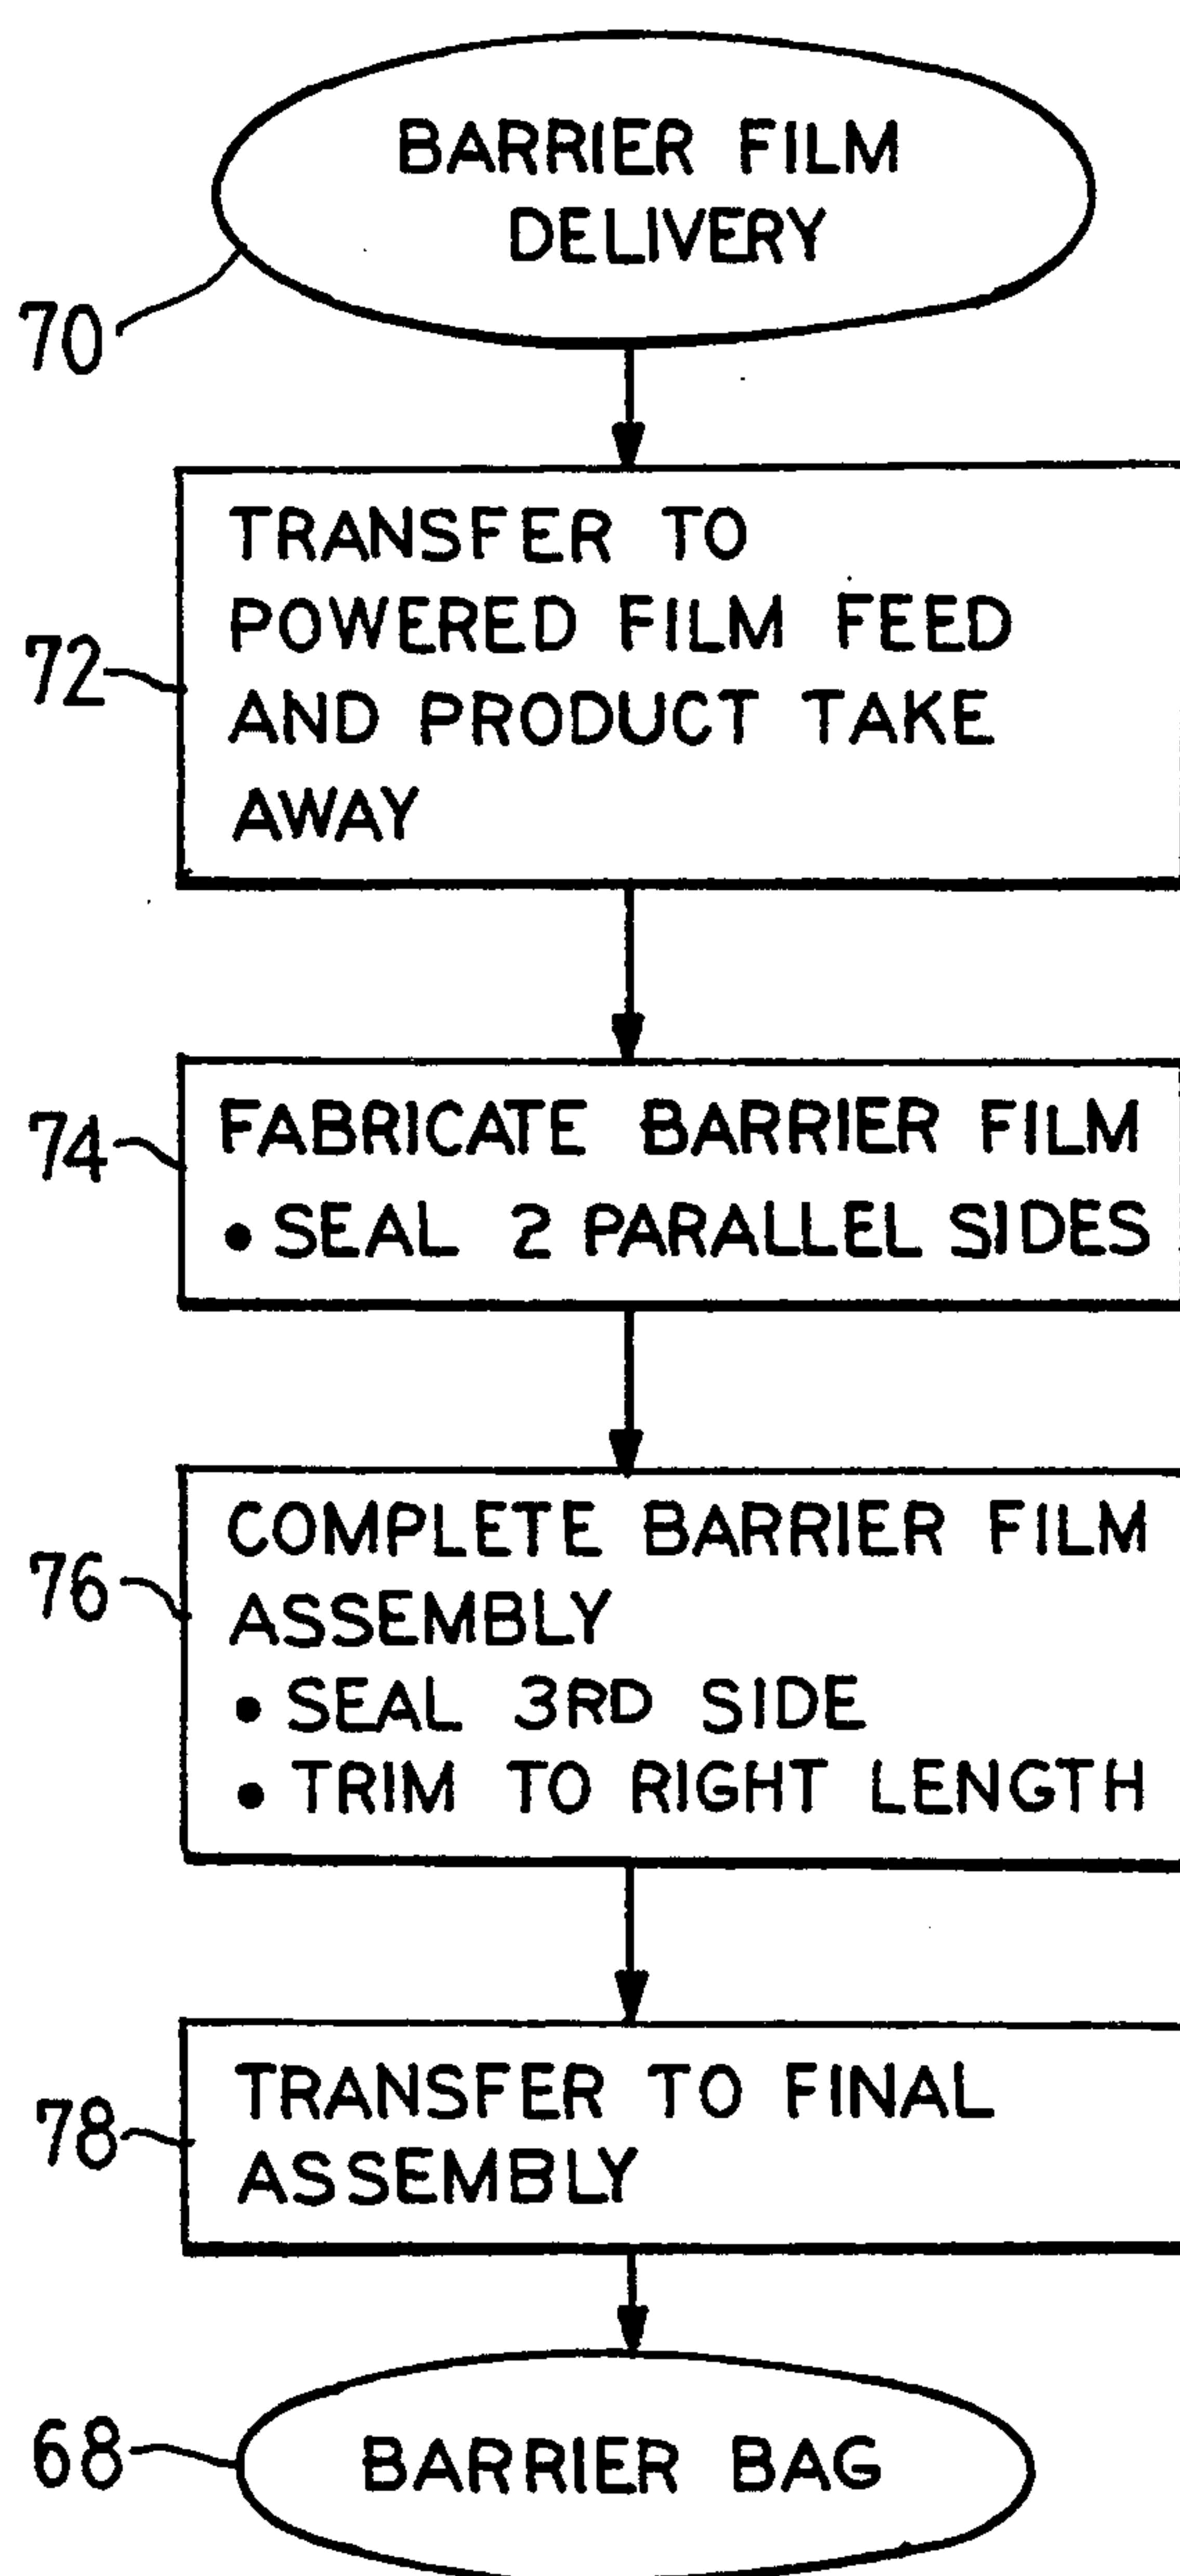 BARRIER FILM
DELIVERY
70
TRANSFER TO
POWERED FILM FEED
AND PRODUCT TAKE
AWAY
72
FABRICATE BARRIER FILM
• SEAL 2 PARALLEL SIDES
74
COMPLETE BARRIER FILM
ASSEMBLY
• SEAL 3RD SIDE
• TRIM TO RIGHT LENGTH
76
TRANSFER TO FINAL
ASSEMBLY
78
BARRIER BAG
68